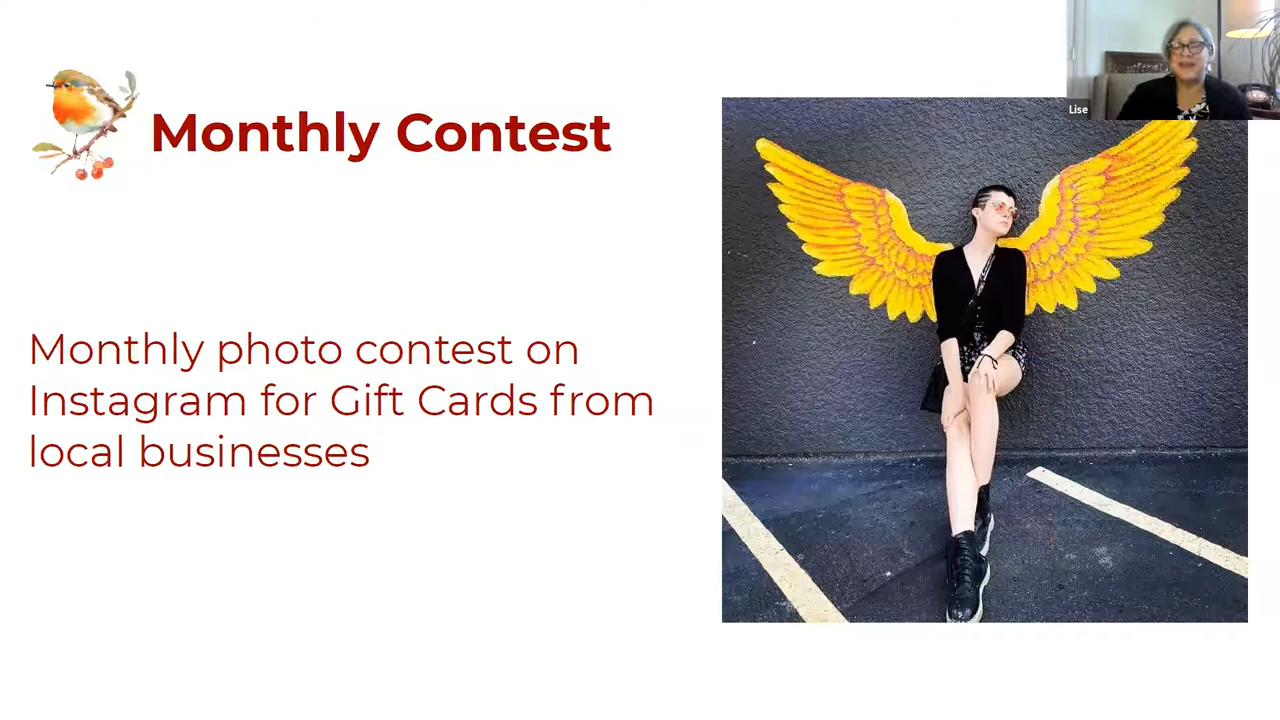 Lise
Monthly Contest
Monthly photo contest on
Instagram for Gift Cards from
local businesses